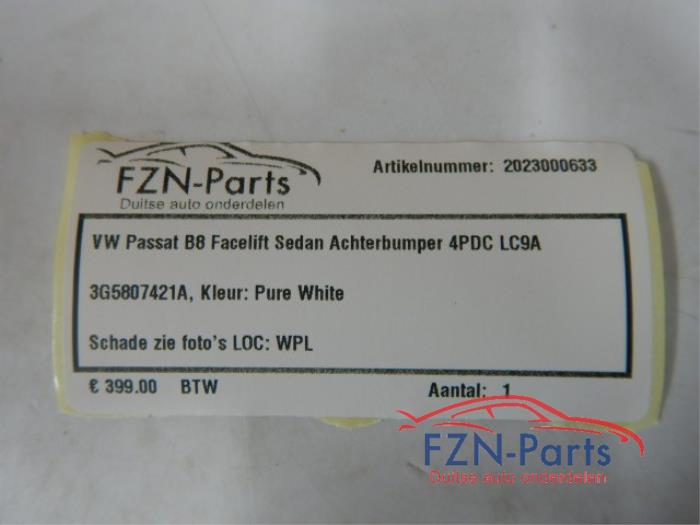 FZN-Parts
Duitse auto onderdelen
Artikelnummer: 2023000633
VW Passat B8 Facelift Sedan Achterbumper 4PDC LC9A
3G5807421A, Kleur: Pure White
Schade zie foto's LOC: WPL
€ 399.00 BTW Aantal: 1
FZN-Parts
Duitse auto onderdelen